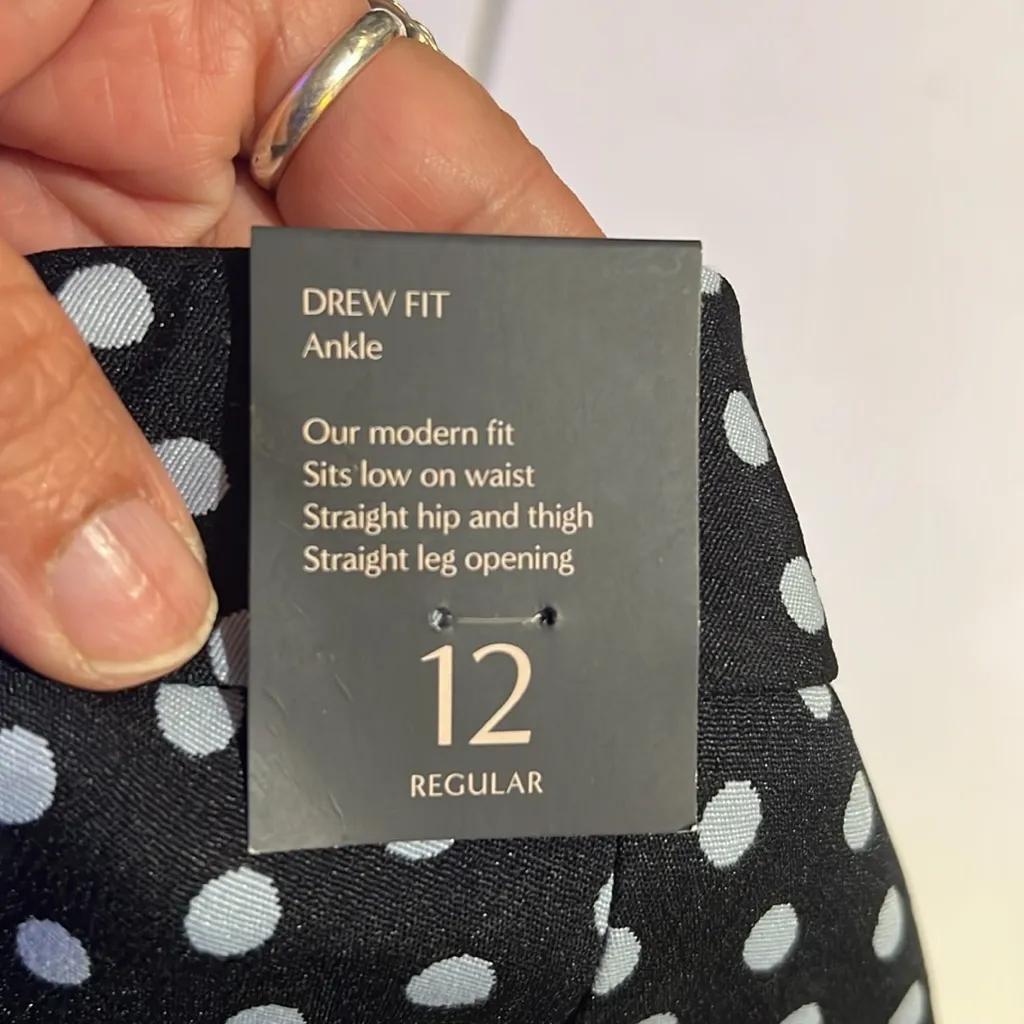 DREW FIT
Ankle
Our modern fit
Sits low on waist
Straight hip and thigh
Straight leg opening
12
REGULAR